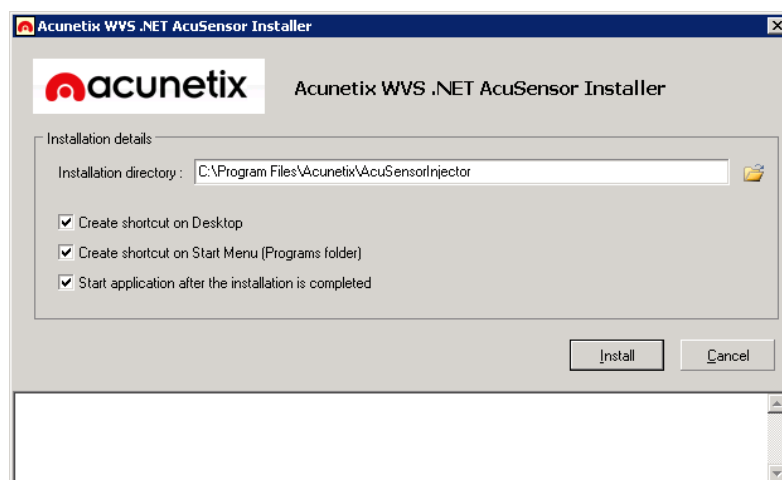 Acunetix WVS .NET AcuSensor Installer
acunetix
Acunetix WVS .NET AcuSensor Installer
Installation details
Installation directory : C:\Program Files\Acunetix\AcuSensorInjector
Create shortcut on Desktop
Create shortcut on Start Menu (Programs folder)
Start application after the installation is completed
Install Cancel